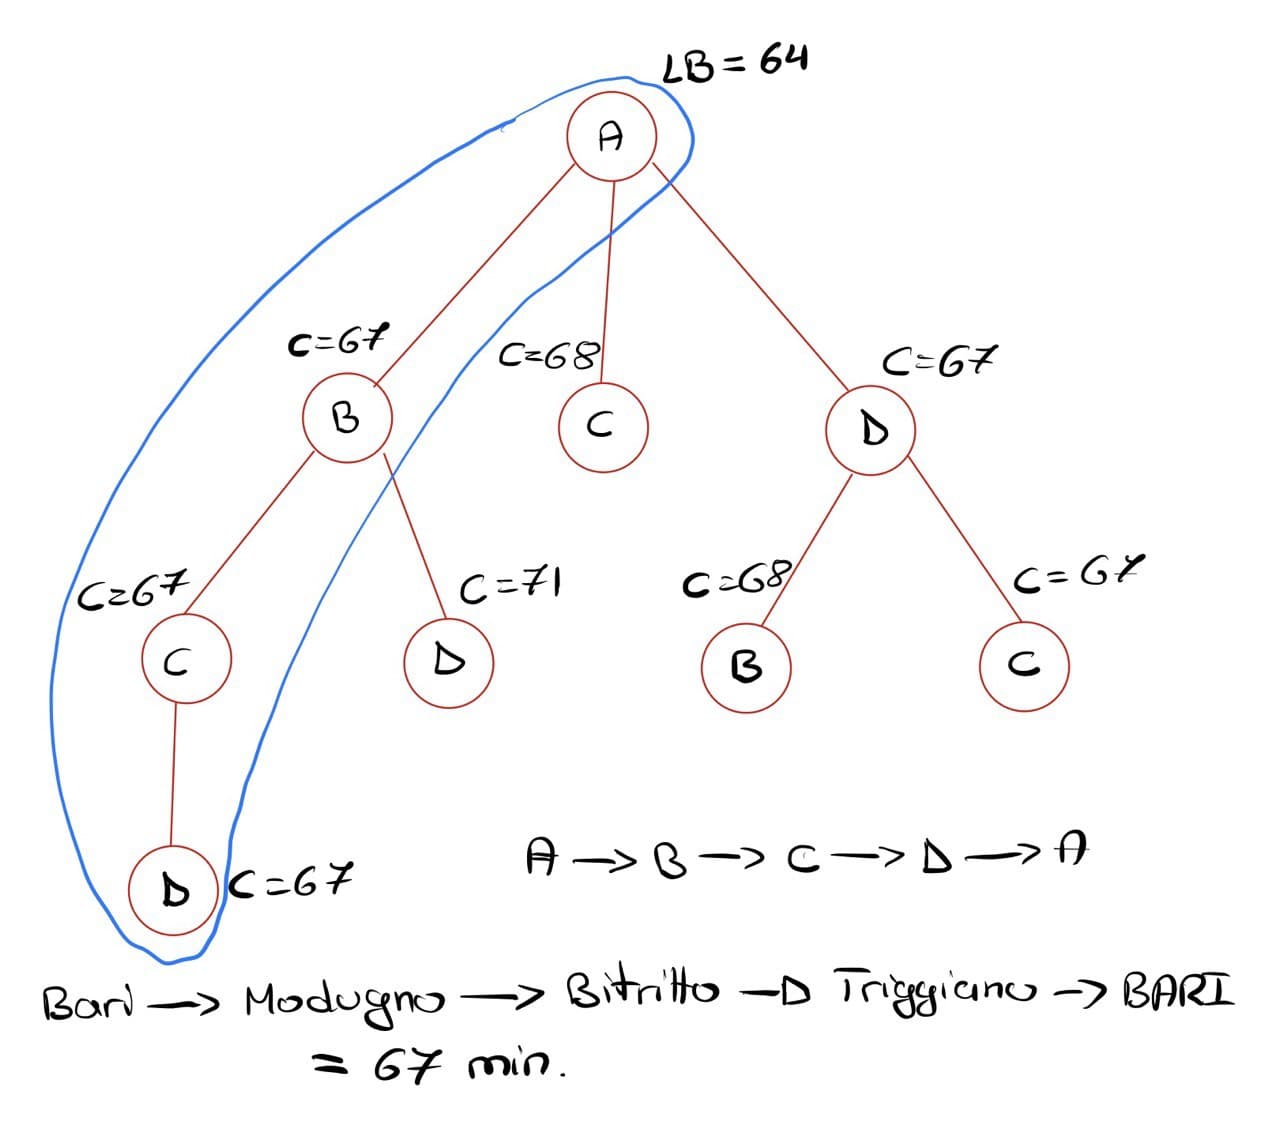 LB = 64
A
C=67
C=68
C=67
B
C
D
C=67
C=71
C=68
C=67
C
D
B
C
D
C=67
A → B → C → D → A
Bari → Modugno → Bitritto → Triggiano → BARI
= 67 min.